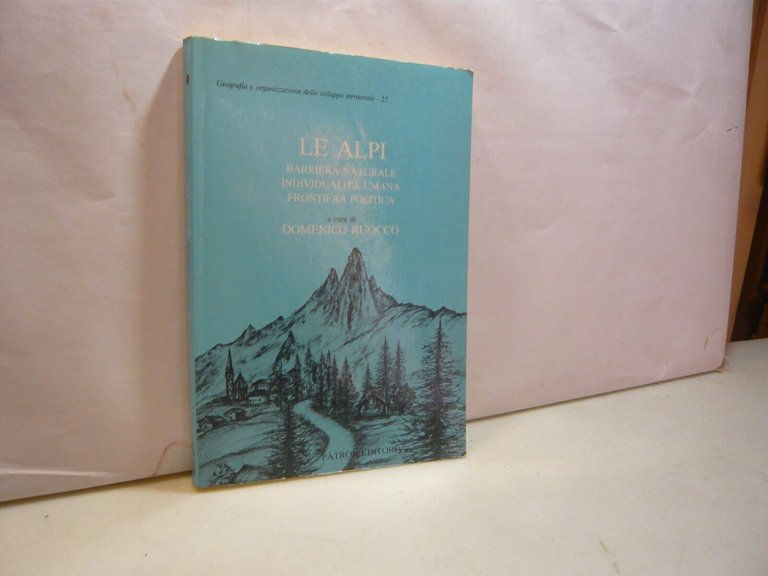 Geografia e organizzazione dello sviluppo territoriale - 22
LE ALPI
BARRIERA NATURALE
INDIVIDUALITÀ UMANA
FRONTIERA POLITICA
a cura di
DOMENICO RUOCCO
PATRON EDITORE